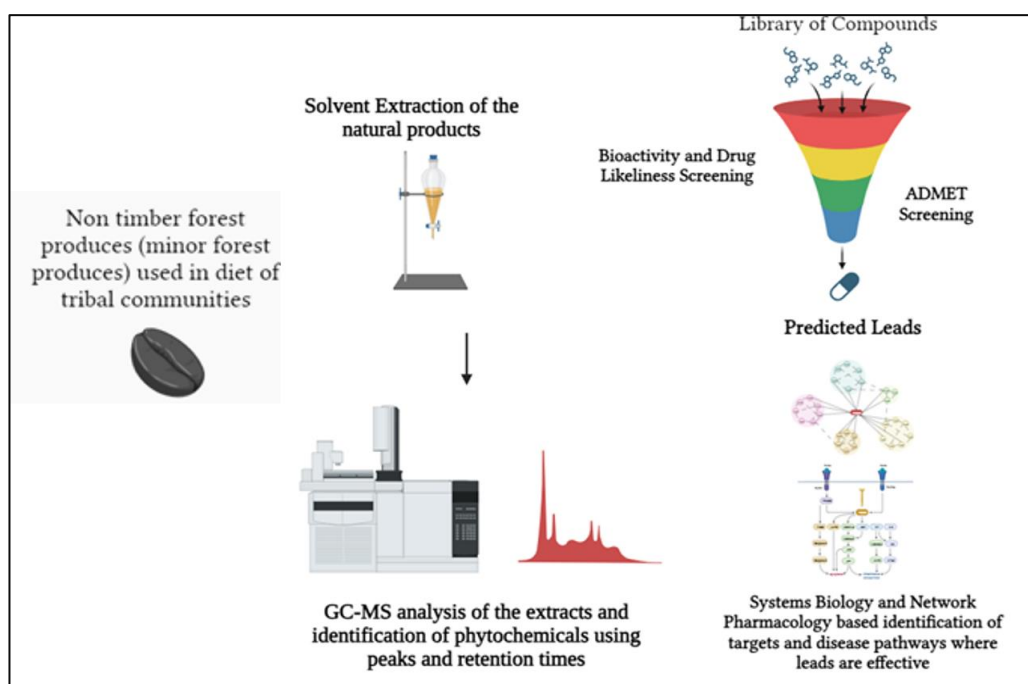 Non timber forest
produces (minor forest
produces) used in diet of
tribal communities
Solvent Extraction of the
natural products
GC-MS analysis of the extracts and
identification of phytochemicals using
peaks and retention times
Library of Compounds
Bioactivity and Drug
Likeliness Screening
ADMET
Screening
Predicted Leads
Systems Biology and Network
Pharmacology based identification of
targets and disease pathways where
leads are effective